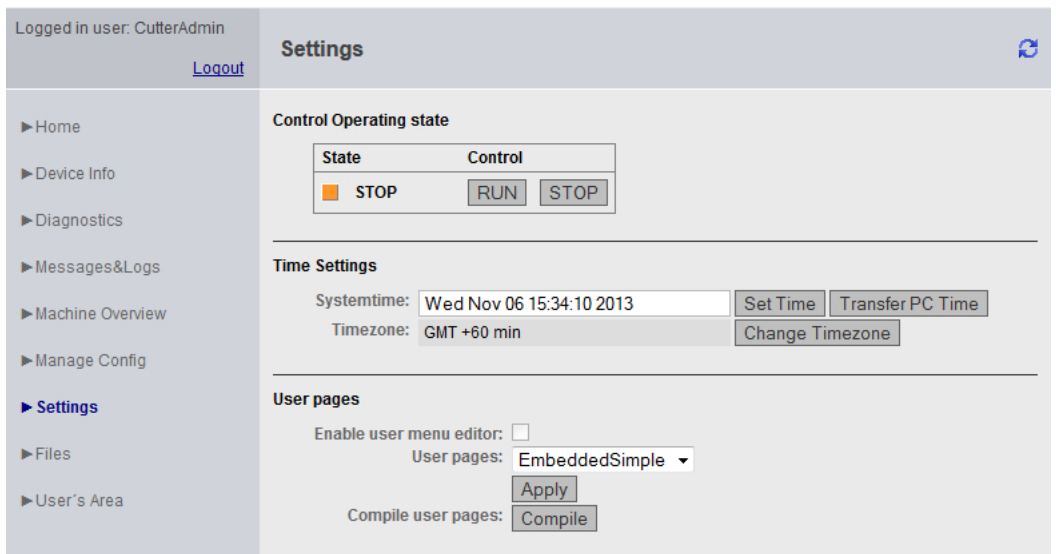 Logged in user: CutterAdmin
Logout
Settings
►Home
►Device Info
►Diagnostics
►Messages&Logs
►Machine Overview
►Manage Config
►Settings
►Files
►User´s Area
Control Operating state
State Control
STOP RUN STOP
Time Settings
Systemtime: Wed Nov 06 15:34:10 2013 Set Time Transfer PC Time
Timezone: GMT +60 min Change Timezone
User pages
Enable user menu editor:
User pages: EmbeddedSimple
Apply
Compile user pages: Compile